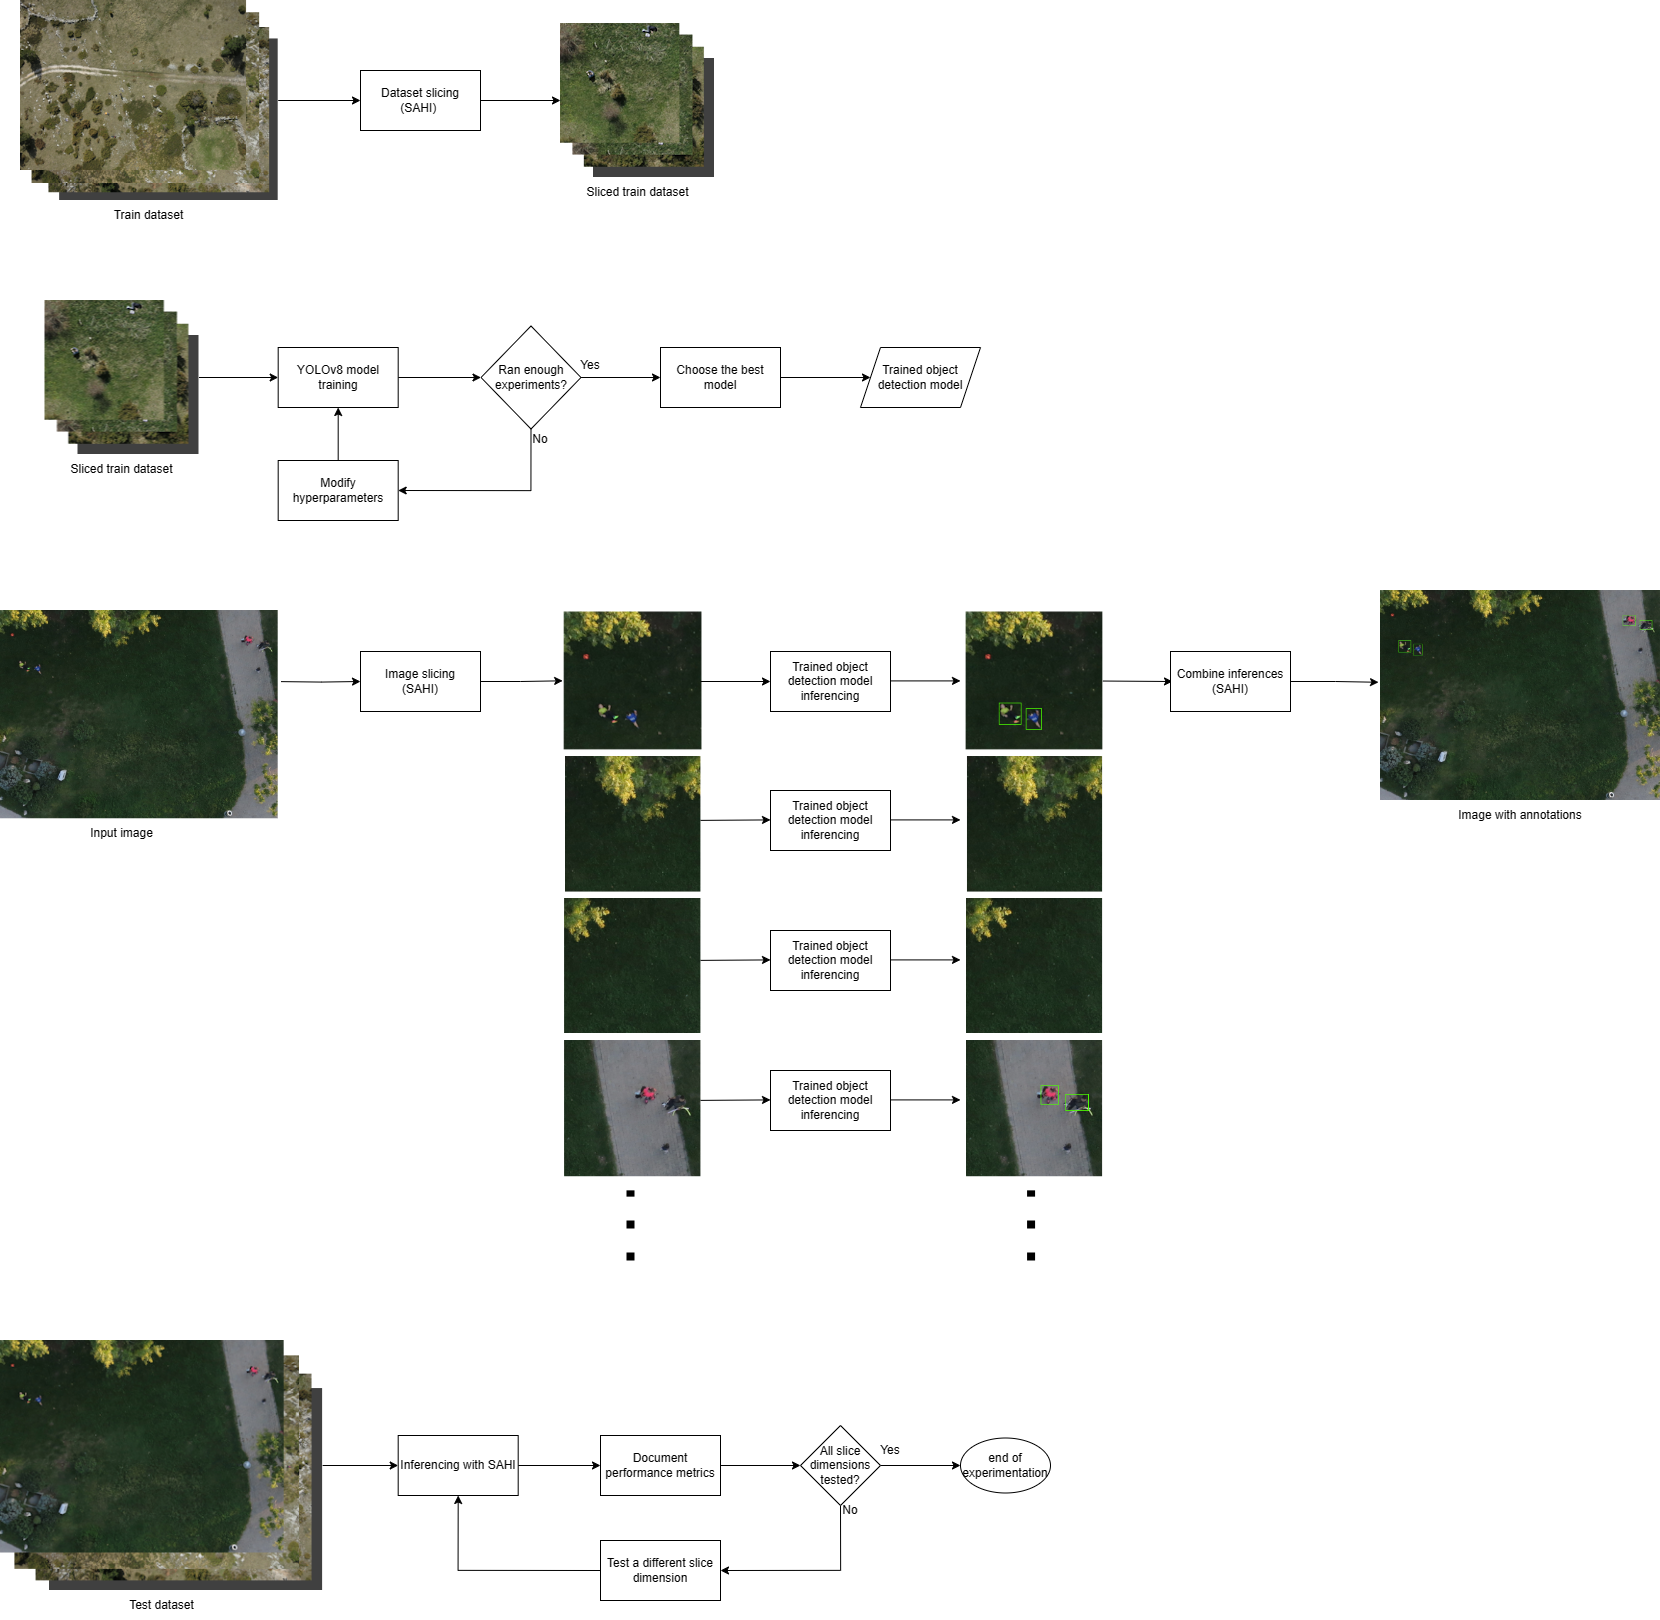 Dataset slicing
(SAHI)
Train dataset
Sliced train dataset
YOLOv8 model
training
Ran enough
experiments?
Yes
No
Choose the best
model
Trained object
detection model
Modify
hyperparameters
Sliced train dataset
Input image
Image slicing
(SAHI)
Trained object
detection model
inferencing
Trained object
detection model
inferencing
Trained object
detection model
inferencing
Trained object
detection model
inferencing
Combine inferences
(SAHI)
Image with annotations
Test dataset
Inferencing with SAHI
Document
performance metrics
All slice
dimensions
tested?
Yes
No
end of
experimentation
Test a different slice
dimension